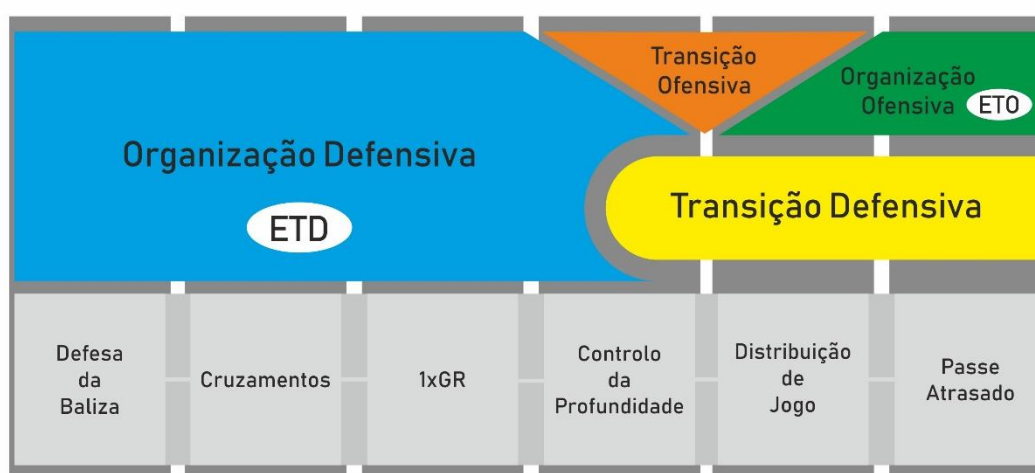 Transição
Ofensiva
Organização
Ofensiva ETO
Organização Defensiva
ETD
Transição Defensiva
Defesa
da
Baliza
Cruzamentos
1xGR
Controlo
da
Profundidade
Distribuição
de
Jogo
Passe
Atrasado